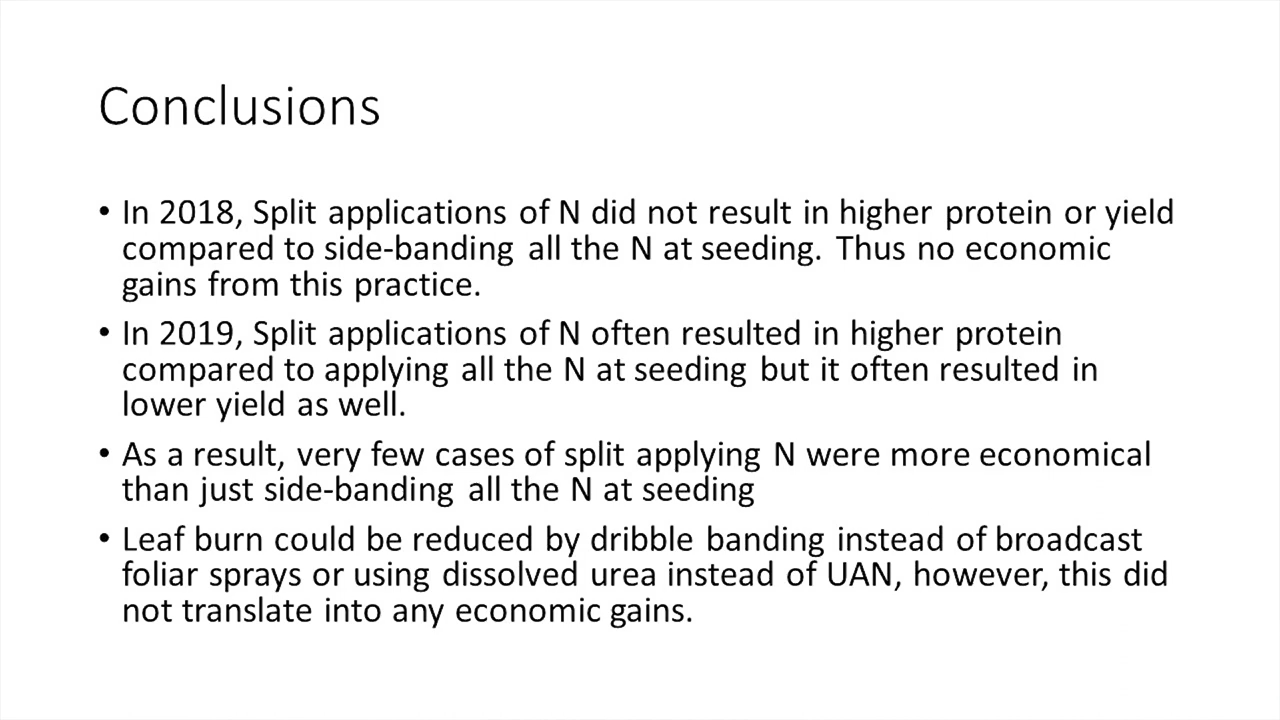 Conclusions
• In 2018, Split applications of N did not result in higher protein or yield
compared to side-banding all the N at seeding. Thus no economic
gains from this practice.
• In 2019, Split applications of N often resulted in higher protein
compared to applying all the N at seeding but it often resulted in
lower yield as well.
• As a result, very few cases of split applying N were more economical
than just side-banding all the N at seeding
• Leaf burn could be reduced by dribble banding instead of broadcast
foliar sprays or using dissolved urea instead of UAN, however, this did
not translate into any economic gains.